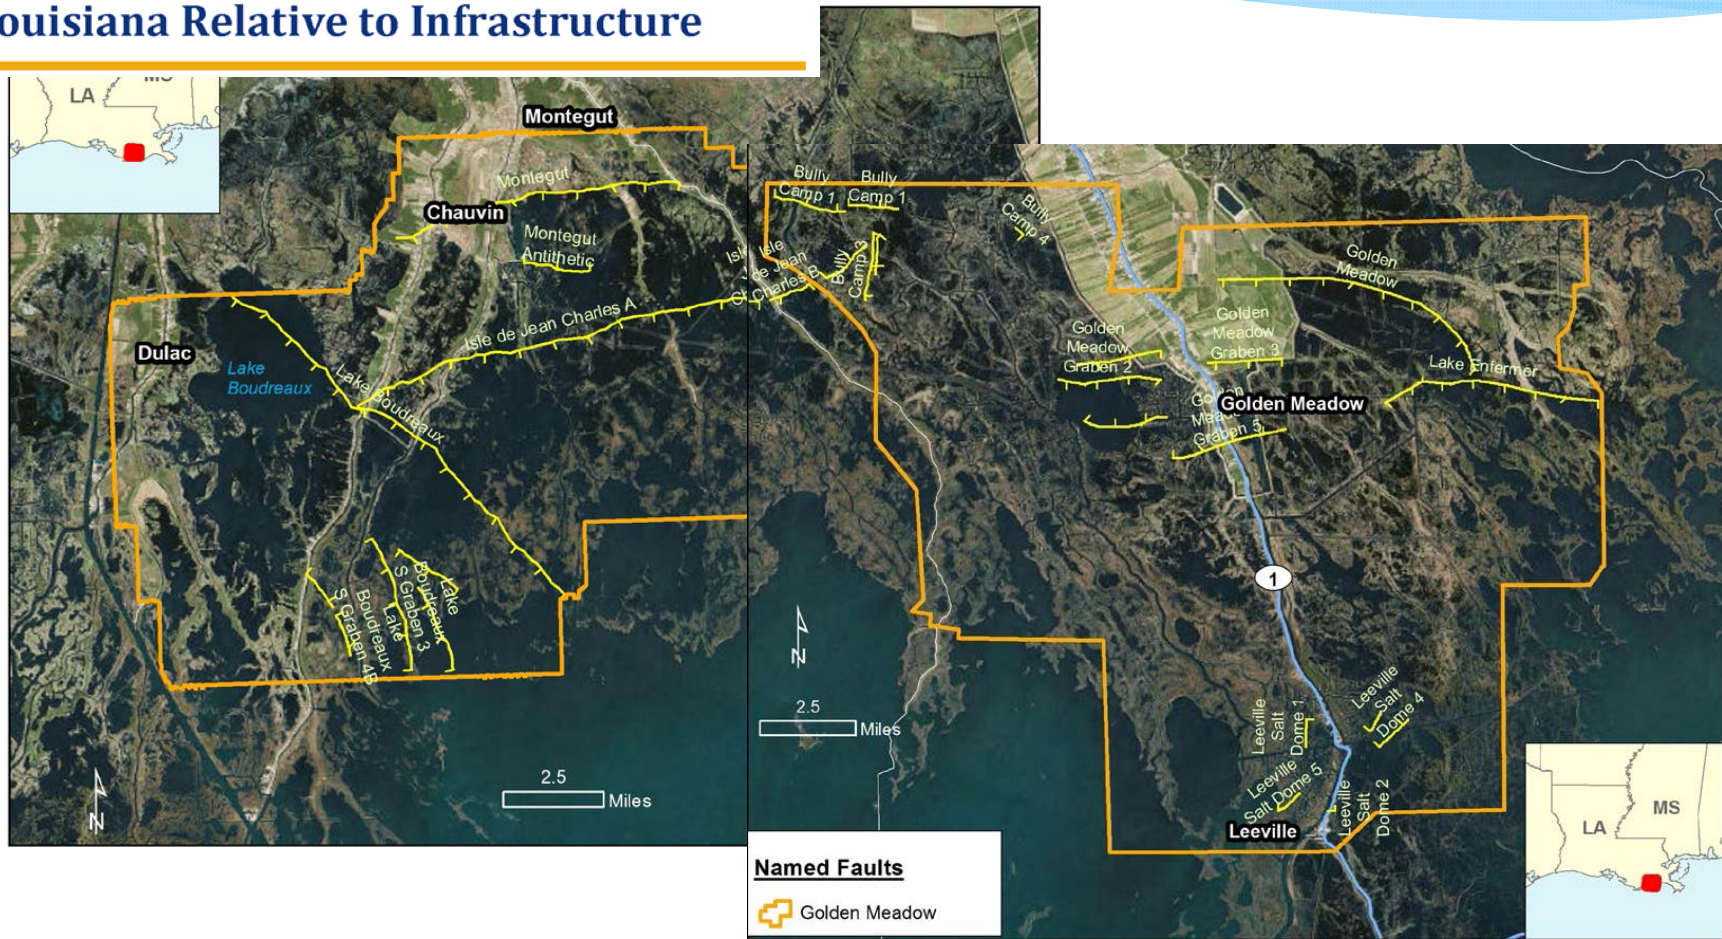 ouisiana Relative to Infrastructure
MS
LA
Montegut
Montegut
Chauvin
Montegut
Antithetic
Isle de Jean Charles A
Dulac
Lake
Boudreaux
Lake Boudreaux
Lake
Boudreaux
S Graben 3
Lake
Boudreaux
S Graben 4B
N
2.5
Miles
Bully
Camp 1
Bully
Camp 1
Bully
Camp 4
Isle
de Jean
Charles B
Bully
Camp 3
Golden
Meadow
Golden
Meadow
Graben 2
Golden
Meadow
Graben 3
Lake Enfermer
Golden Meadow
Graben 5
1
N
2.5
Miles
Leeville
Salt
Dome 1
Leeville
Salt
Dome 4
Leeville
Salt Dome 5
Leeville
Salt
Dome 2
Leeville
Named Faults
Golden Meadow
MS
LA